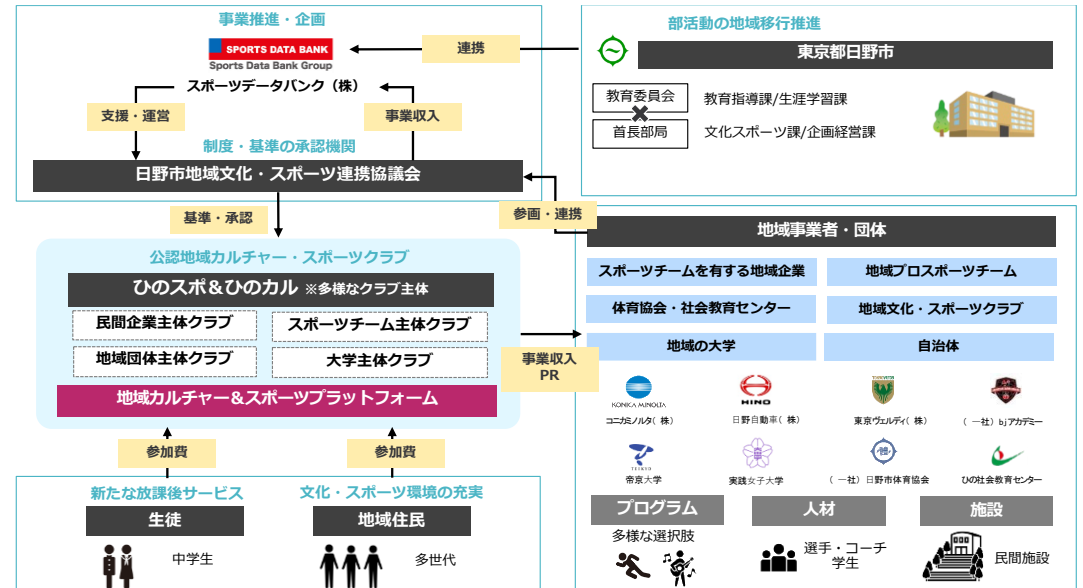 事業推進・企画
SPORTS DATA BANK
Sports Data Bank Group
スポーツデータバンク（株）
連携
支援・運営
事業収入
制度・基準の承認機関
日野市地域文化・スポーツ連携協議会
部活動の地域移行推進
東京都日野市
教育委員会
教育指導課/生涯学習課
首長部局
文化スポーツ課/企画経営課
基準・承認
参画・連携
公認地域カルチャー・スポーツクラブ
ひのスポ＆ひのカル ※多様なクラブ主体
民間企業主体クラブ
スポーツチーム主体クラブ
地域団体主体クラブ
大学主体クラブ
地域カルチャー＆スポーツプラットフォーム
事業収入
PR
参加費
参加費
新たな放課後サービス
文化・スポーツ環境の充実
生徒
地域住民
中学生
多世代
地域事業者・団体
スポーツチームを有する地域企業
地域プロスポーツチーム
体育協会・社会教育センター
地域文化・スポーツクラブ
地域の大学
自治体
KONICA MINOLTA
HINO
コニカミノルタ( 株)
日野自動車( 株)
東京ヴェルディ( 株)
( 一社) bjアカデミー
TEIKYO
帝京大学
実践女子大学
( 一社) 日野市体育協会
ひの社会教育センター
プログラム
人材
施設
多様な選択肢
選手・コーチ
学生
民間施設